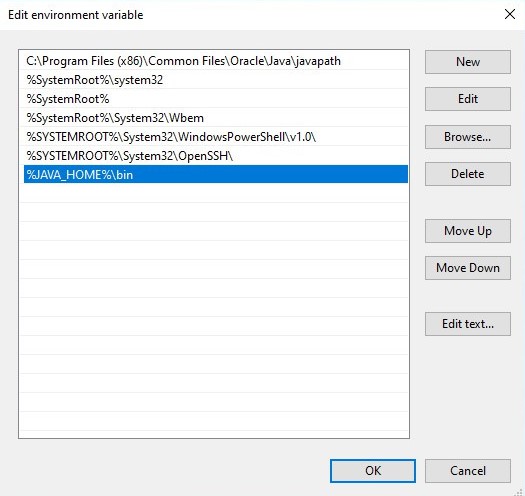 Edit environment variable
C:\Program Files (x86)\Common Files\Oracle\Java\javapath
%SystemRoot%\system32
%SystemRoot%
%SystemRoot%\System32\Wbem
%SYSTEMROOT%\System32\WindowsPowerShell\v1.0\
%SYSTEMROOT%\System32\OpenSSH\
%JAVA_HOME%\bin
New
Edit
Browse...
Delete
Move Up
Move Down
Edit text...
OK
Cancel